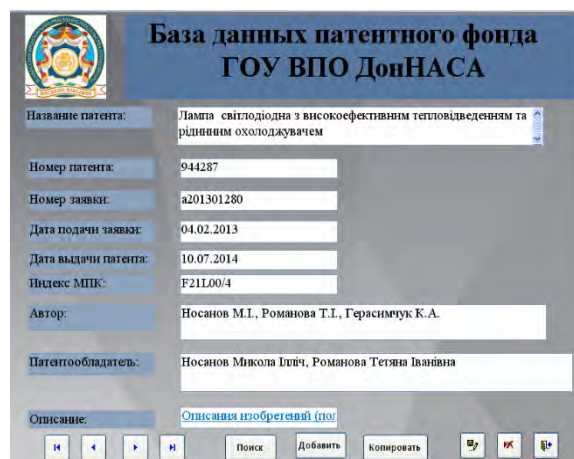 База данных патентного фонда
ГОУ ВПО ДонНАСА
Название патента:
Лампа світлодіодна з високоефективним тепловідведенням та
рідинним охолоджувачем
Номер патента:
944287
Номер заявки:
a201301280
Дата подачи заявки:
04.02.2013
Дата выдачи патента:
10.07.2014
Индекс МПК:
F21L00/4
Автор:
Носанов М.І., Романова Т.І., Герасимчук К.А.
Патентообладатель:
Носанов Микола Ілліч, Романова Тетяна Іванівна
Описание:
Описания изобретений (пол
Поиск Добавить Копировать